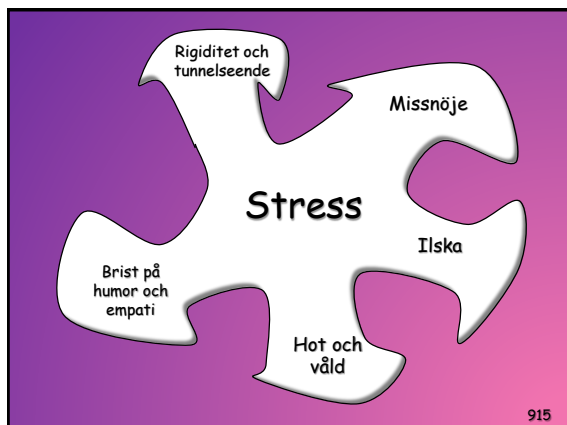 Rigiditet och
tunnelseende
Missnöje
Stress
Ilska
Brist på
humor och
empati
Hot och
våld
915